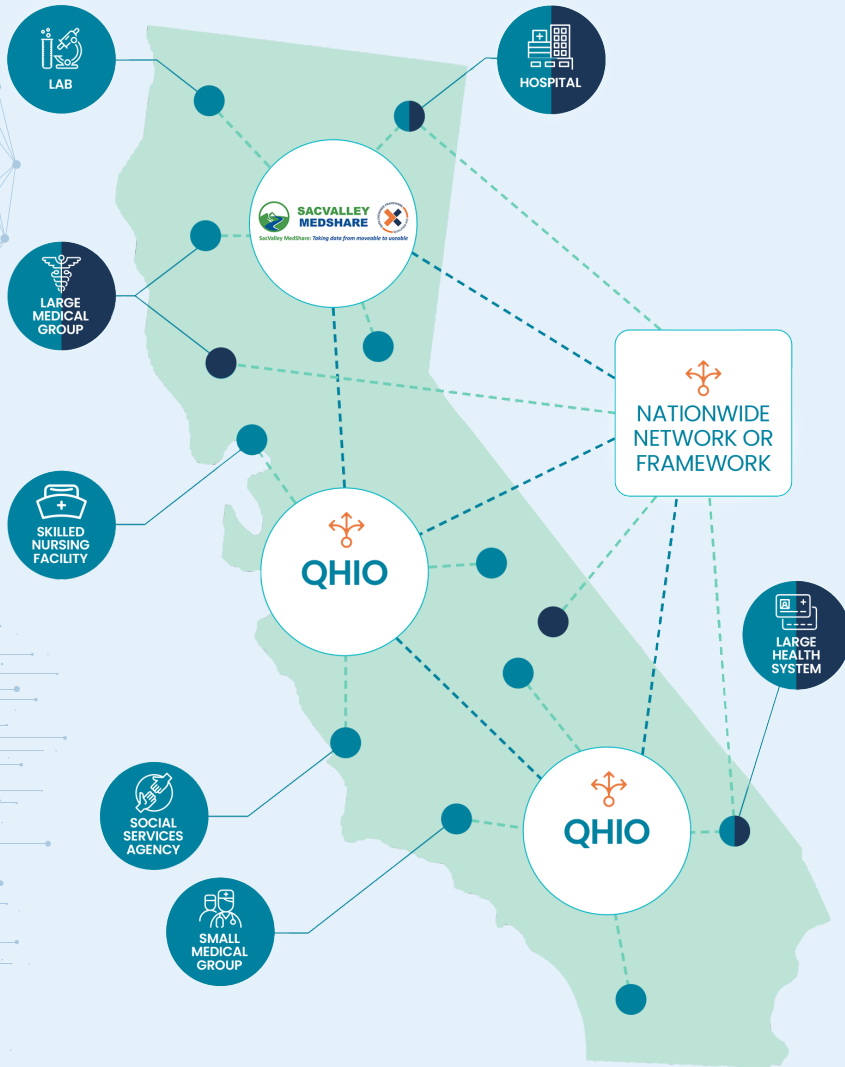 LAB
HOSPITAL
SACVALLEY
MEDSHARE
SacValley MedShare: Taking data from moveable to useable
LARGE
MEDICAL
GROUP
NATIONWIDE
NETWORK OR
FRAMEWORK
SKILLED
NURSING
FACILITY
QHIO
LARGE
HEALTH
SYSTEM
SOCIAL
SERVICES
AGENCY
QHIO
SMALL
MEDICAL
GROUP